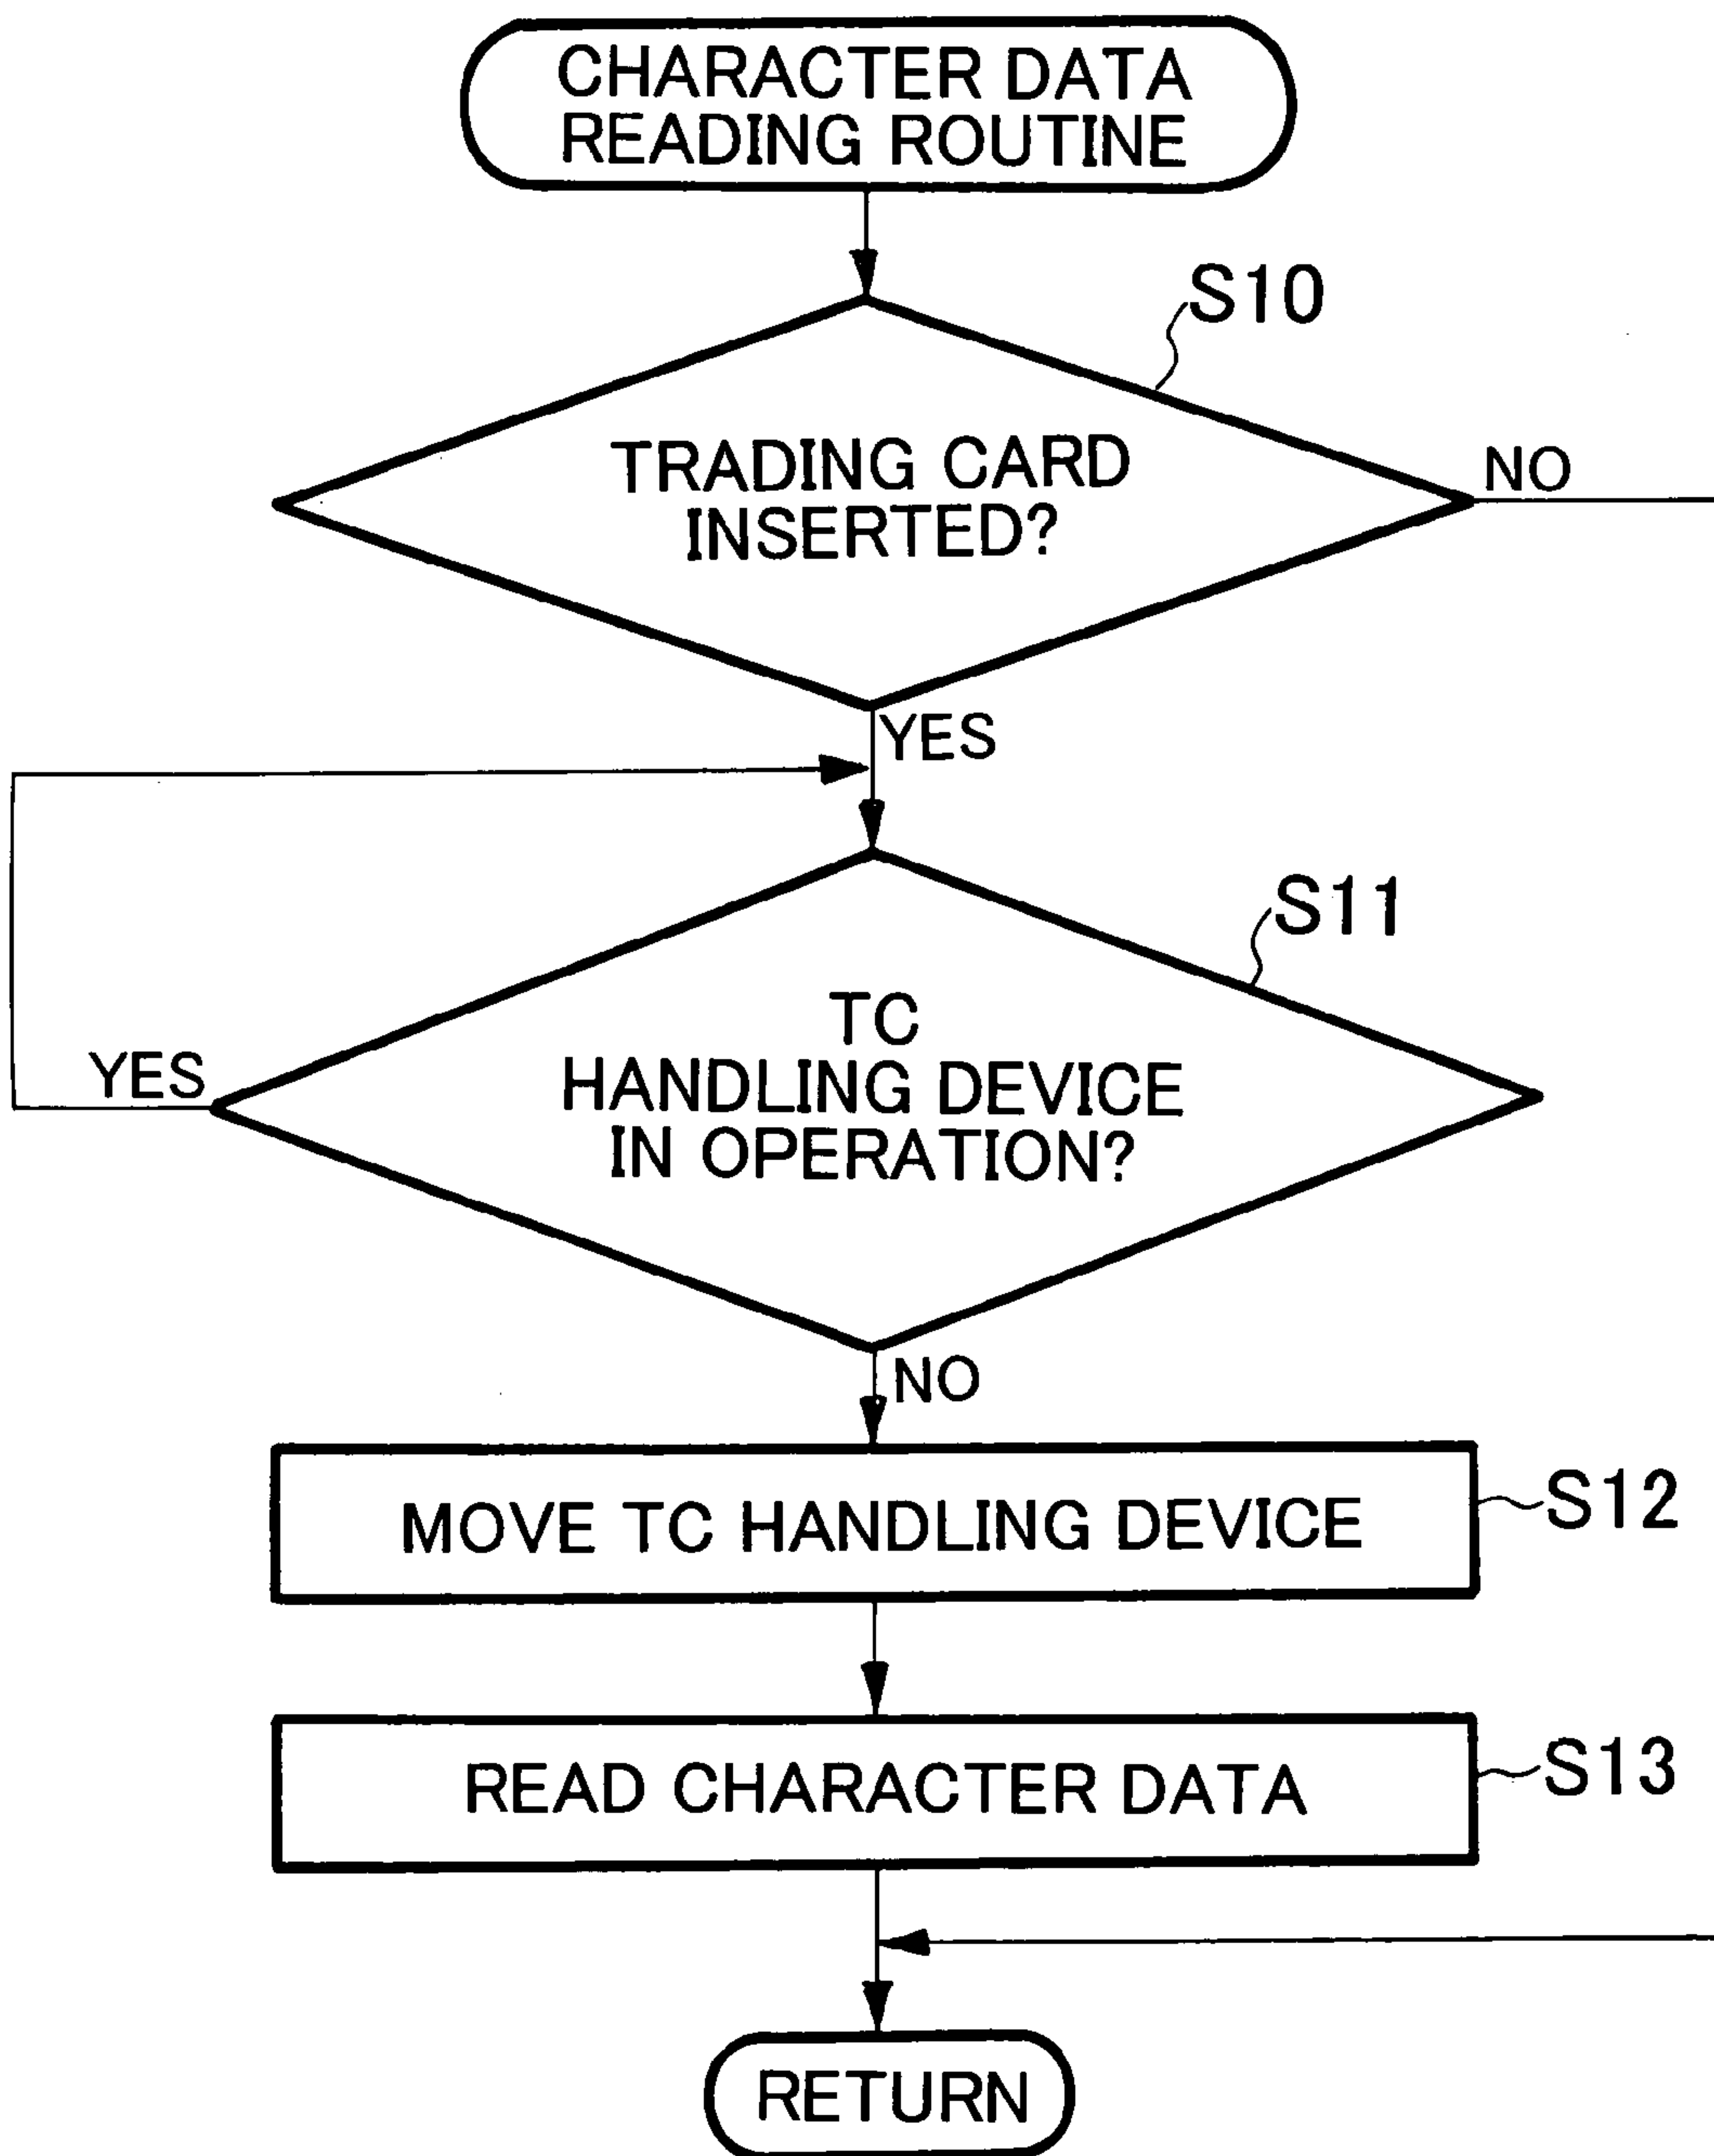 CHARACTER DATA
READING ROUTINE
S10
TRADING CARD
INSERTED?
NO
YES
S11
TC
HANDLING DEVICE
IN OPERATION?
YES
NO
MOVE TC HANDLING DEVICE
S12
READ CHARACTER DATA
S13
RETURN